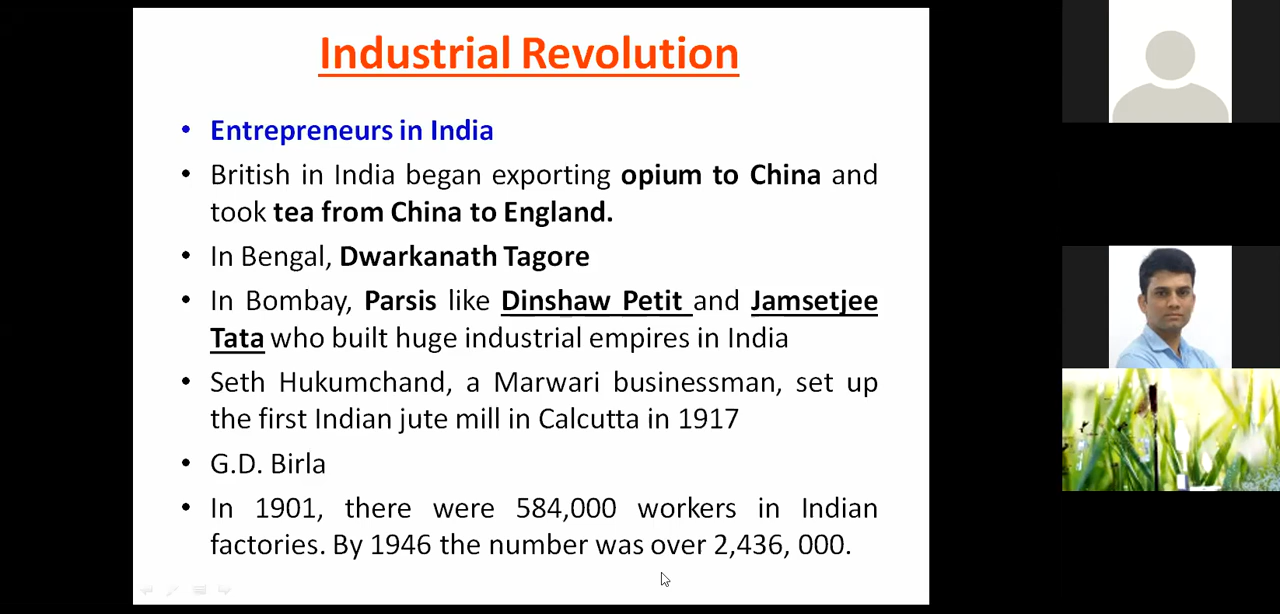 Industrial Revolution
• Entrepreneurs in India
• British in India began exporting opium to China and
took tea from China to England.
• In Bengal, Dwarkanath Tagore
• In Bombay, Parsis like Dinshaw Petit and Jamsetjee
Tata who built huge industrial empires in India
• Seth Hukumchand, a Marwari businessman, set up
the first Indian jute mill in Calcutta in 1917
• G.D. Birla
• In 1901, there were 584,000 workers in Indian
factories. By 1946 the number was over 2,436, 000.